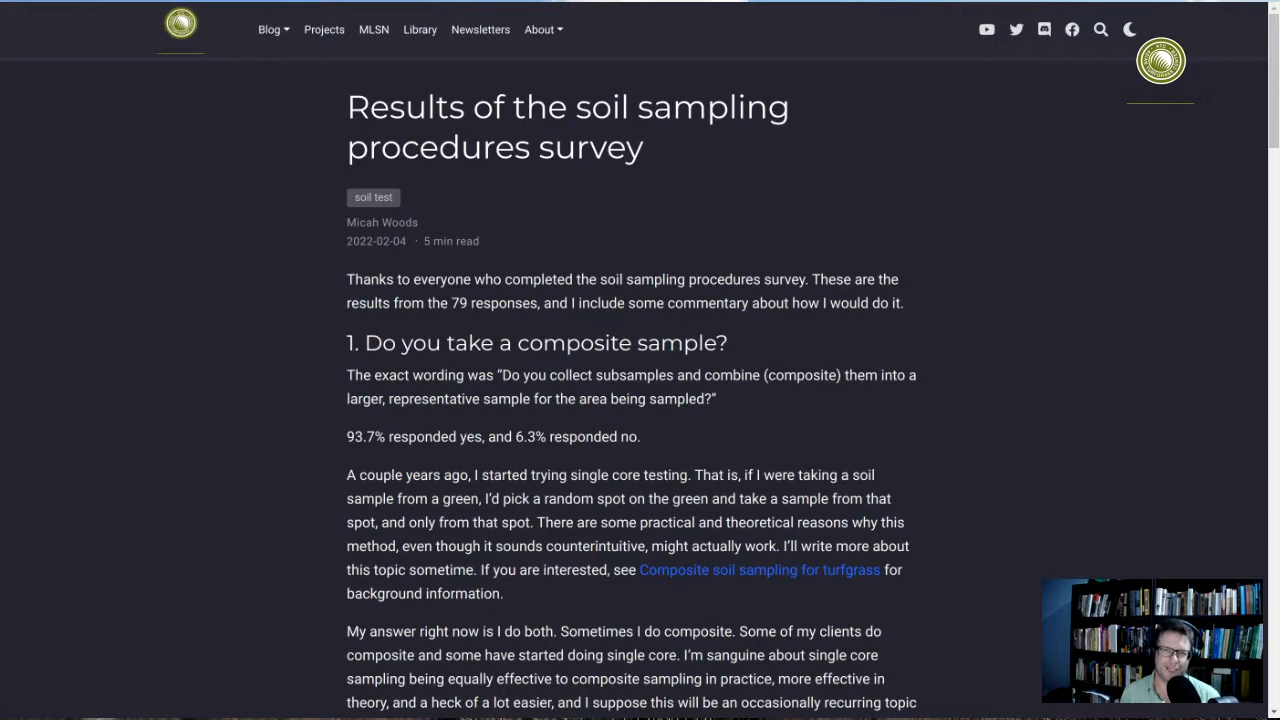 Blog Projects MLSN Library Newsletters About
Results of the soil sampling
procedures survey
soil test
Micah Woods
2022-02-04 · 5 min read
Thanks to everyone who completed the soil sampling procedures survey. These are the
results from the 79 responses, and I include some commentary about how I would do it.
1. Do you take a composite sample?
The exact wording was “Do you collect subsamples and combine (composite) them into a
larger, representative sample for the area being sampled?”
93.7% responded yes, and 6.3% responded no.
A couple years ago, I started trying single core testing. That is, if I were taking a soil
sample from a green, I’d pick a random spot on the green and take a sample from that
spot, and only from that spot. There are some practical and theoretical reasons why this
method, even though it sounds counterintuitive, might actually work. I’ll write more about
this topic sometime. If you are interested, see Composite soil sampling for turfgrass for
background information.
My answer right now is I do both. Sometimes I do composite. Some of my clients do
composite and some have started doing single core. I’m sanguine about single core
sampling being equally effective to composite sampling in practice, more effective in
theory, and a heck of a lot easier, and I suppose this will be an occasionally recurring topic